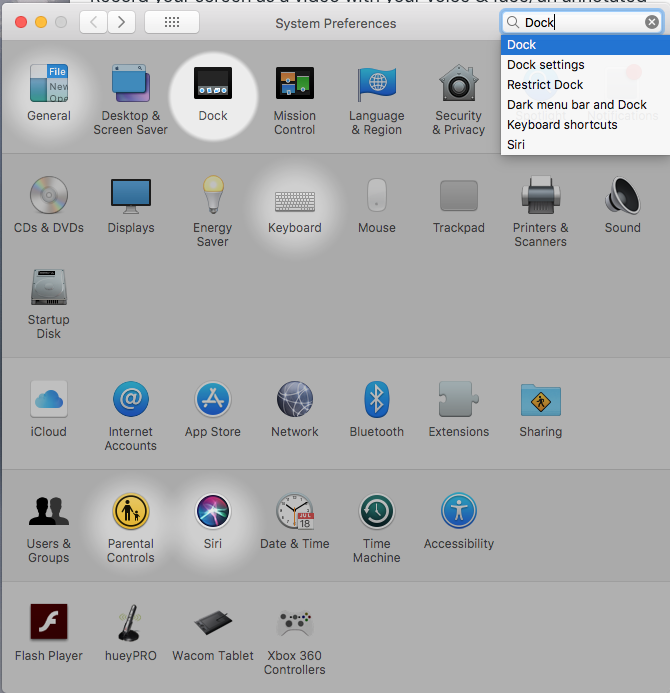 Record your screen as a video with your voice & face, an annotated
System Preferences
Dock
Dock
Dock settings
Restrict Dock
Dark menu bar and Dock
Keyboard shortcuts
Siri
File
New
Ope
General
Desktop &
Screen Saver
Dock
Mission
Control
Language
& Region
Security
& Privacy
Notifications
CDs & DVDs
Displays
Energy
Saver
Keyboard
Mouse
Trackpad
Printers &
Scanners
Sound
Startup
Disk
iCloud
Internet
Accounts
App Store
Network
Bluetooth
Extensions
Sharing
Users &
Groups
Parental
Controls
Siri
JUL
18
Date & Time
Time
Machine
Accessibility
Flash Player
hueyPRO
Wacom Tablet
Xbox 360
Controllers